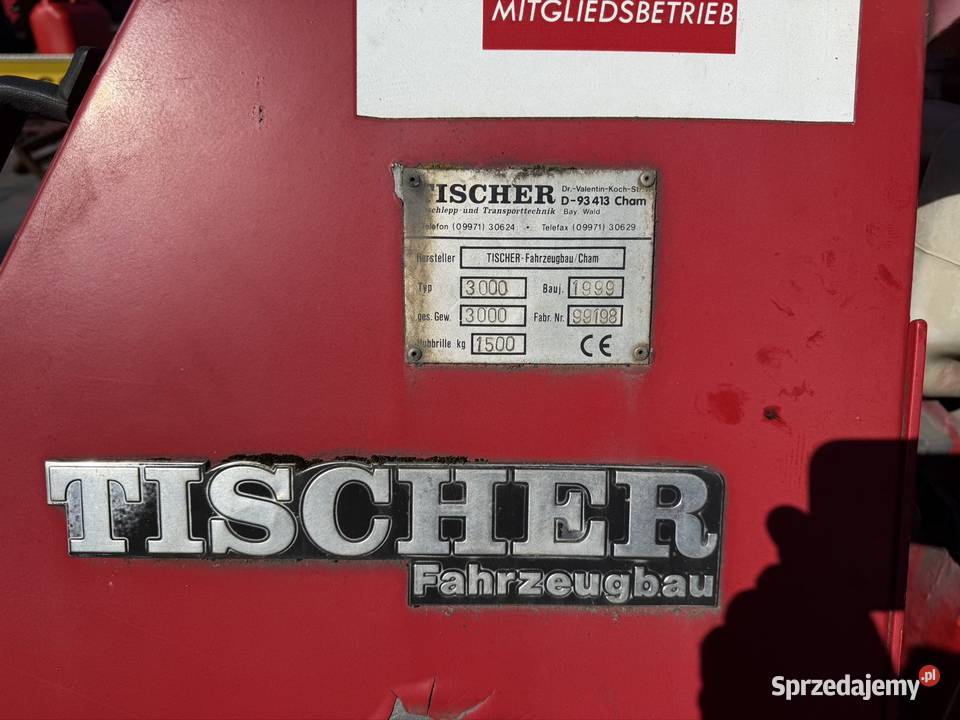 MITGLIEDSBETRIEB
TISCHER
Dr.-Valentin-Koch-Str.
D-93413 Cham
Bay. Wald
schlepp- und Transporttechnik
Telefon (09971) 30624 • Telefax (09971) 30629
Hersteller TISCHER-Fahrzeugbau/Cham
Typ 3000 Bauj. 1999
ges. Gew. 3000 Fabr. Nr. 99198
Hubbrille kg 1500 CE
TISCHER
Fahrzeugbau
Sprzedajemy.pl